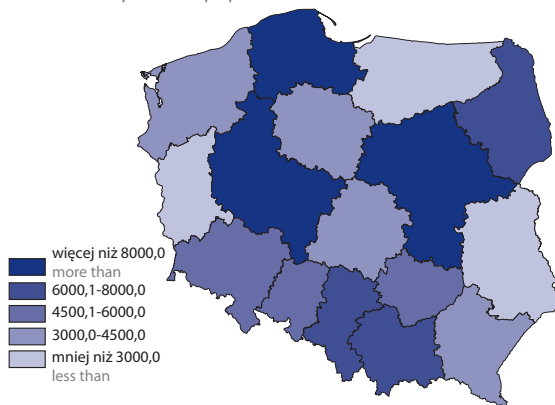 więcej niż 8000,0
more than
6000,1-8000,0
4500,1-6000,0
3000,0-4500,0
mniej niż 3000,0
less than